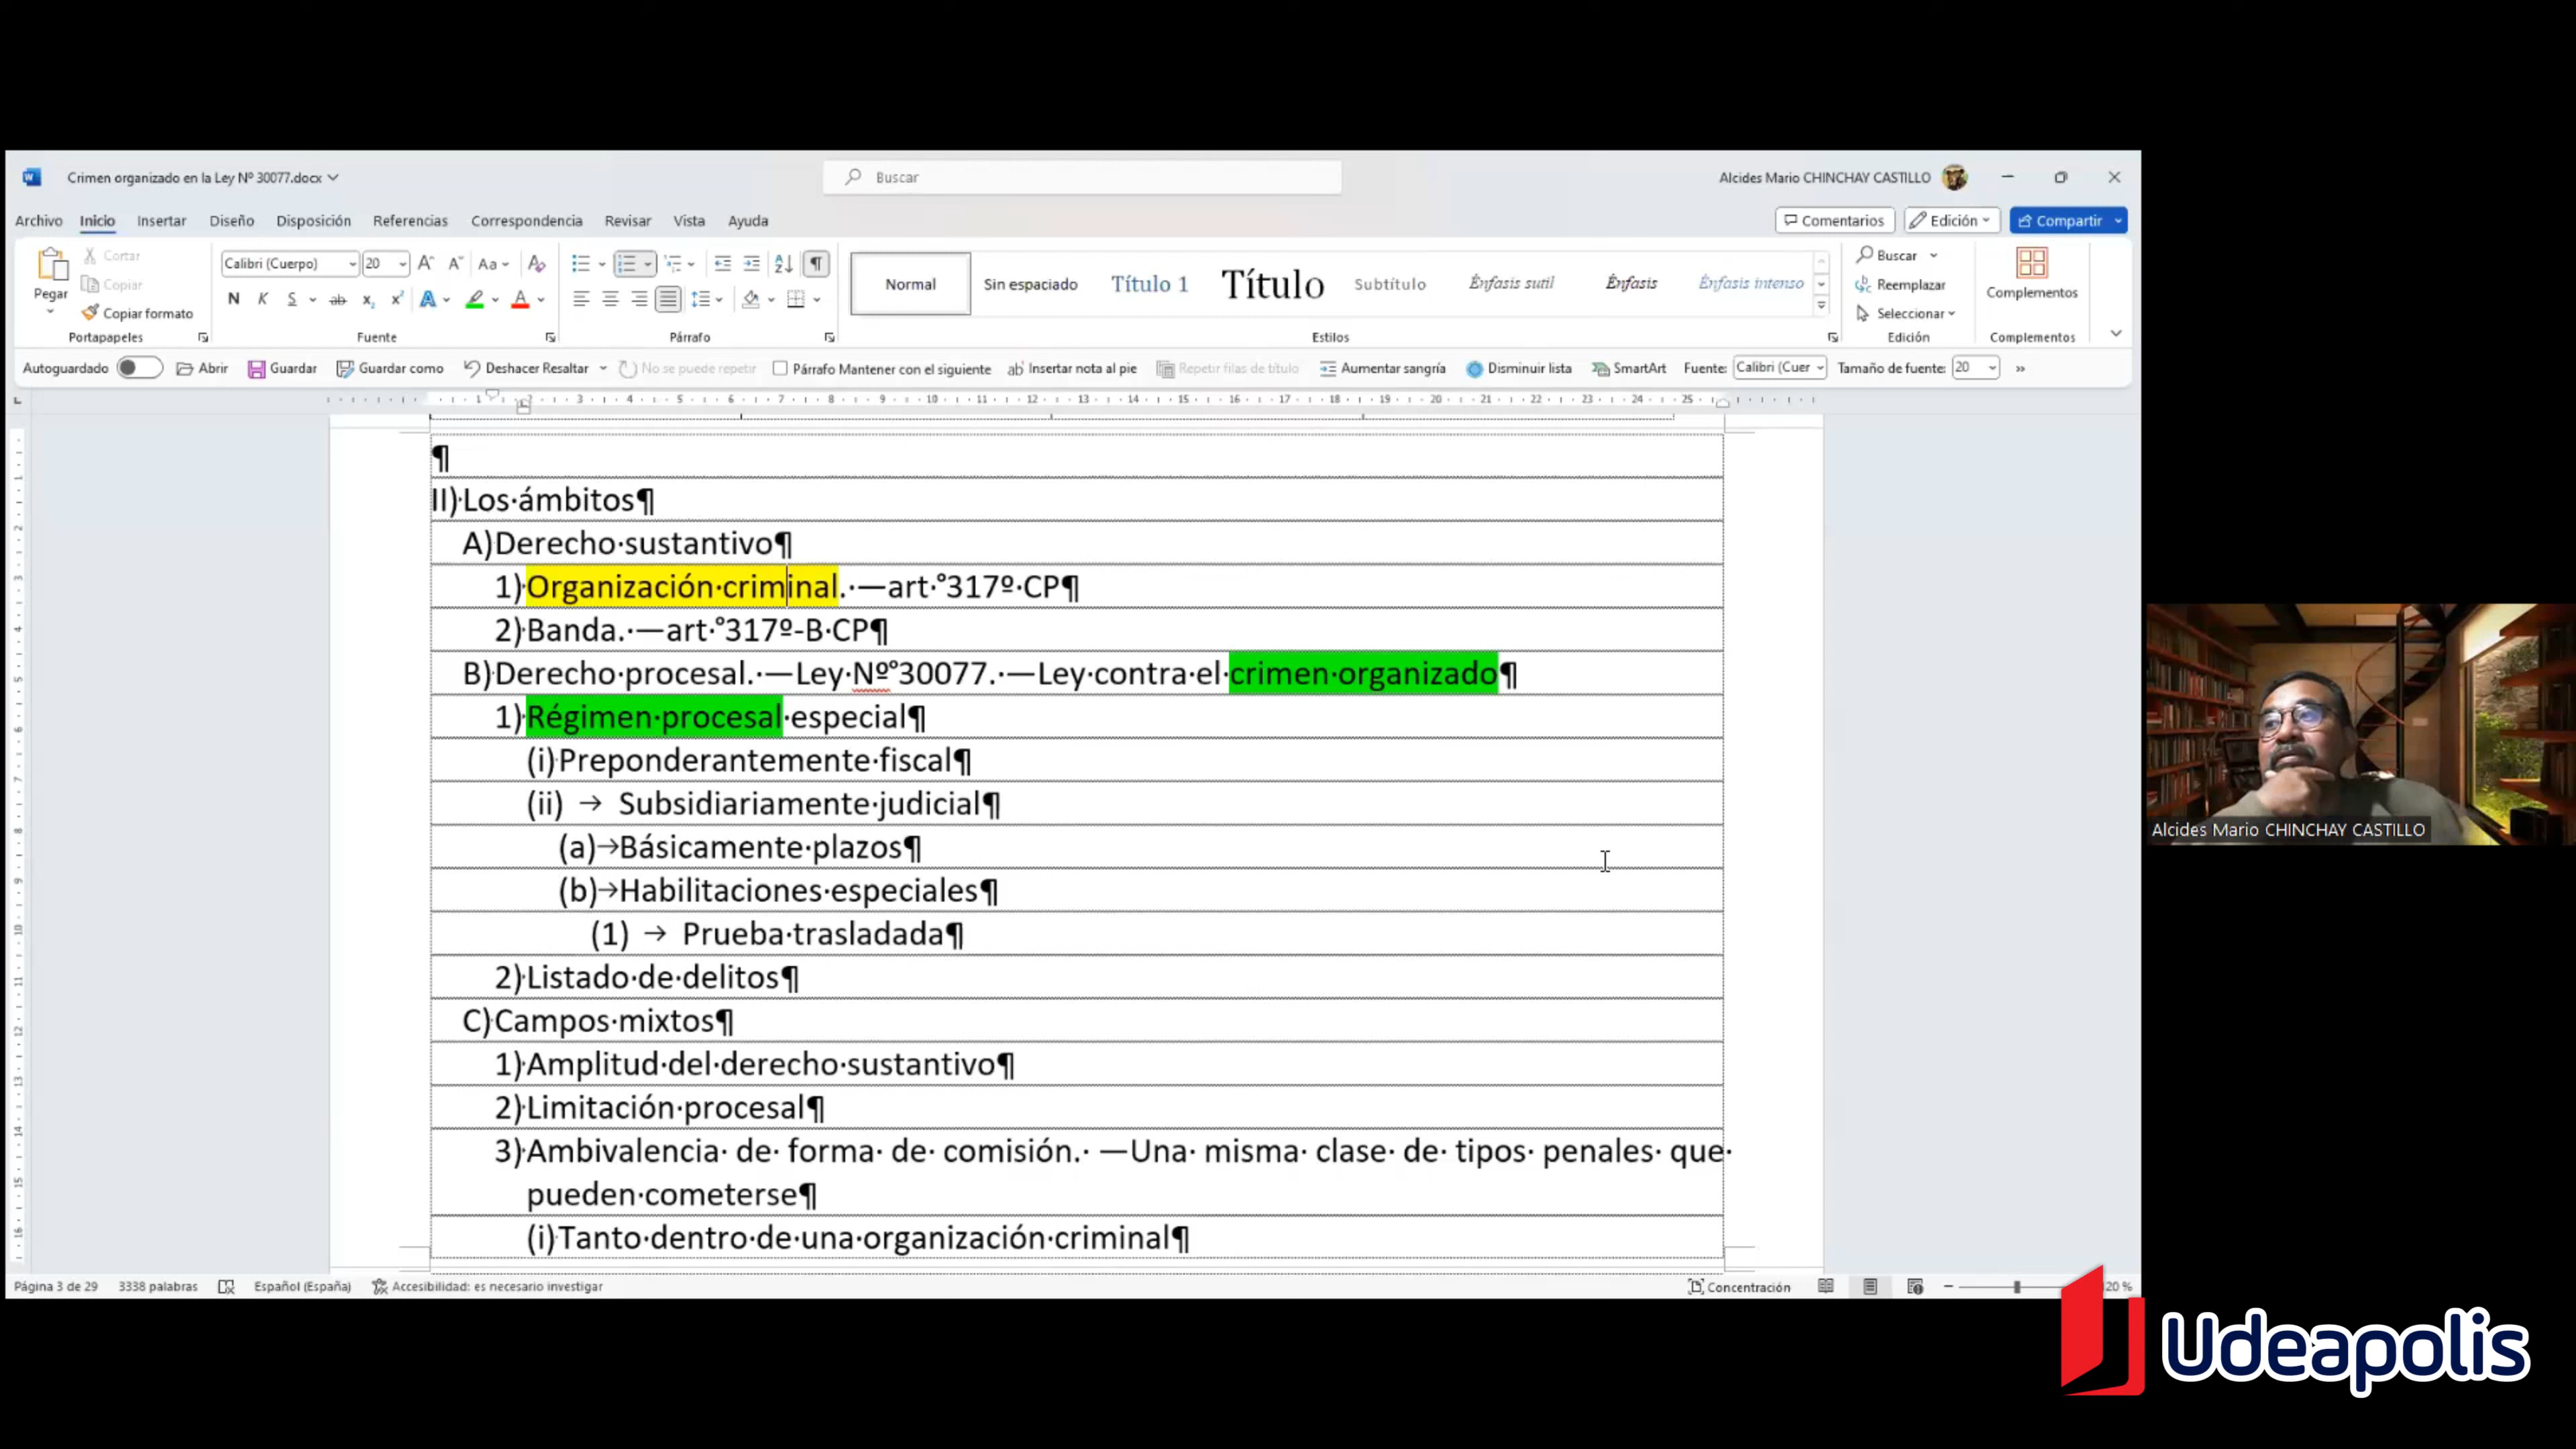 Crimen organizado en la Ley Nº 30077.docx
Buscar
Alcides Mario CHINCHAY CASTILLO
Archivo Inicio Insertar Diseño Disposición Referencias Correspondencia Revisar Vista Ayuda
Comentarios Edición Compartir
Pegar
Cortar
Copiar
Copiar formato
Portapapeles
Calibri (Cuerpo) 20
Fuente
Párrafo
Normal Sin espaciado Título 1 Título Subtítulo Énfasis sutil Énfasis Énfasis intenso
Estilos
Buscar
Reemplazar
Seleccionar
Edición
Complementos
Complementos
Autoguardado Abrir Guardar Guardar como Deshacer Resaltar No se puede repetir Párrafo Mantener con el siguiente Insertar nota al pie Repetir filas de título Aumentar sangría Disminuir lista SmartArt Fuente: Calibri (Cuer Tamaño de fuente: 20 »
¶
II) Los·ámbitos¶
A) Derecho·sustantivo¶
1) Organización·criminal.·—art·°317º·CP¶
2) Banda.·—art·°317º-B·CP¶
B) Derecho·procesal.·—Ley·Nº°30077.·—Ley·contra·el·crimen·organizado¶
1) Régimen·procesal·especial¶
(i) Preponderantemente·fiscal¶
(ii) → Subsidiariamente·judicial¶
(a)→Básicamente·plazos¶
(b)→Habilitaciones·especiales¶
(1) → Prueba·trasladada¶
2) Listado·de·delitos¶
C) Campos·mixtos¶
1) Amplitud·del·derecho·sustantivo¶
2) Limitación·procesal¶
3) Ambivalencia· de· forma· de· comisión.· —Una· misma· clase· de· tipos· penales· que·
pueden·cometerse¶
(i) Tanto·dentro·de·una·organización·criminal¶
Página 3 de 29 3338 palabras Español (España) Accesibilidad: es necesario investigar Concentración 20 %
Alcides Mario CHINCHAY CASTILLO
Udeapolis